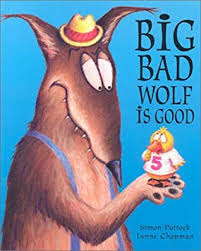 BIG
BAD
WOLF
IS GOOD
Simon Puttock
Lynne Chapman
5